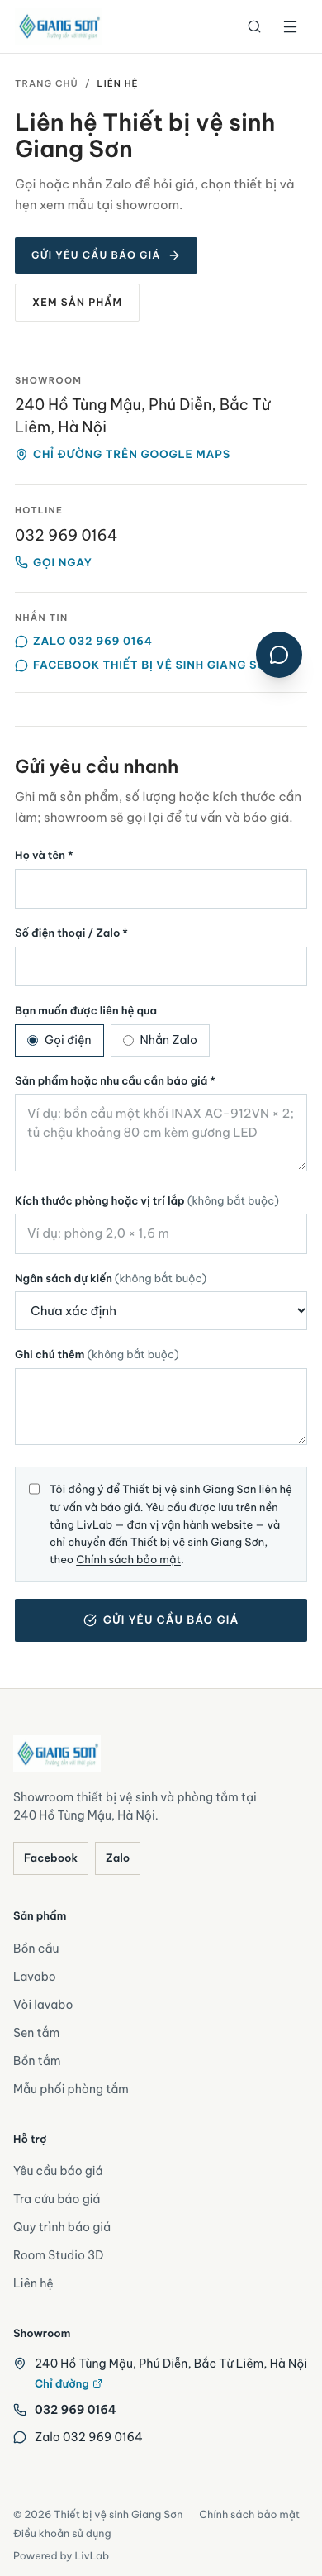 GIANG SƠN
TRANG CHỦ / LIÊN HỆ
Liên hệ Thiết bị vệ sinh
Giang Sơn
Gọi hoặc nhắn Zalo để hỏi giá, chọn thiết bị và
hẹn xem mẫu tại showroom.
GỬI YÊU CẦU BÁO GIÁ
XEM SẢN PHẨM
SHOWROOM
240 Hồ Tùng Mậu, Phú Diễn, Bắc Từ
Liêm, Hà Nội
CHỈ ĐƯỜNG TRÊN GOOGLE MAPS
HOTLINE
032 969 0164
GỌI NGAY
NHẮN TIN
ZALO 032 969 0164
FACEBOOK THIẾT BỊ VỆ SINH GIANG
Gửi yêu cầu nhanh
Ghi mã sản phẩm, số lượng hoặc kích thước cần
làm; showroom sẽ gọi lại để tư vấn và báo giá.
Họ và tên *
Số điện thoại / Zalo *
Bạn muốn được liên hệ qua
Gọi điện
Nhắn Zalo
Sản phẩm hoặc nhu cầu cần báo giá *
Ví dụ: bồn cầu một khối INAX AC-912VN × 2;
tủ chậu khoảng 80 cm kèm gương LED
Kích thước phòng hoặc vị trí lắp (không bắt buộc)
Ví dụ: phòng 2,0 × 1,6 m
Ngân sách dự kiến (không bắt buộc)
Chưa xác định
Ghi chú thêm (không bắt buộc)
Tôi đồng ý để Thiết bị vệ sinh Giang Sơn liên hệ
tư vấn và báo giá. Yêu cầu được lưu trên nền
tảng LivLab — đơn vị vận hành website — và
chỉ chuyển đến Thiết bị vệ sinh Giang Sơn,
theo Chính sách bảo mật.
GỬI YÊU CẦU BÁO GIÁ
GIANG SƠN
Showroom thiết bị vệ sinh và phòng tắm tại
240 Hồ Tùng Mậu, Hà Nội.
Facebook
Zalo
Sản phẩm
Bồn cầu
Lavabo
Vòi lavabo
Sen tắm
Bồn tắm
Mẫu phối phòng tắm
Hỗ trợ
Yêu cầu báo giá
Tra cứu báo giá
Quy trình báo giá
Room Studio 3D
Liên hệ
Showroom
240 Hồ Tùng Mậu, Phú Diễn, Bắc Từ Liêm, Hà Nội
Chỉ đường
032 969 0164
Zalo 032 969 0164
© 2026 Thiết bị vệ sinh Giang Sơn
Chính sách bảo mật
Điều khoản sử dụng
Powered by LivLab